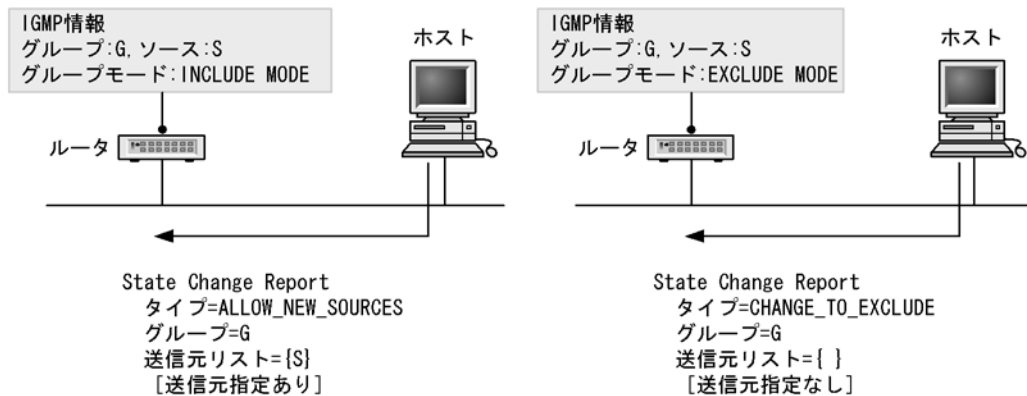 IGMP情報
グループ:G, ソース:S
グループモード:INCLUDE MODE
ホスト
ルータ
State Change Report
タイプ=ALLOW_NEW_SOURCES
グループ=G
送信元リスト={S}
[送信元指定あり]
IGMP情報
グループ:G, ソース:S
グループモード:EXCLUDE MODE
ホスト
ルータ
State Change Report
タイプ=CHANGE_TO_EXCLUDE
グループ=G
送信元リスト={ }
[送信元指定なし]